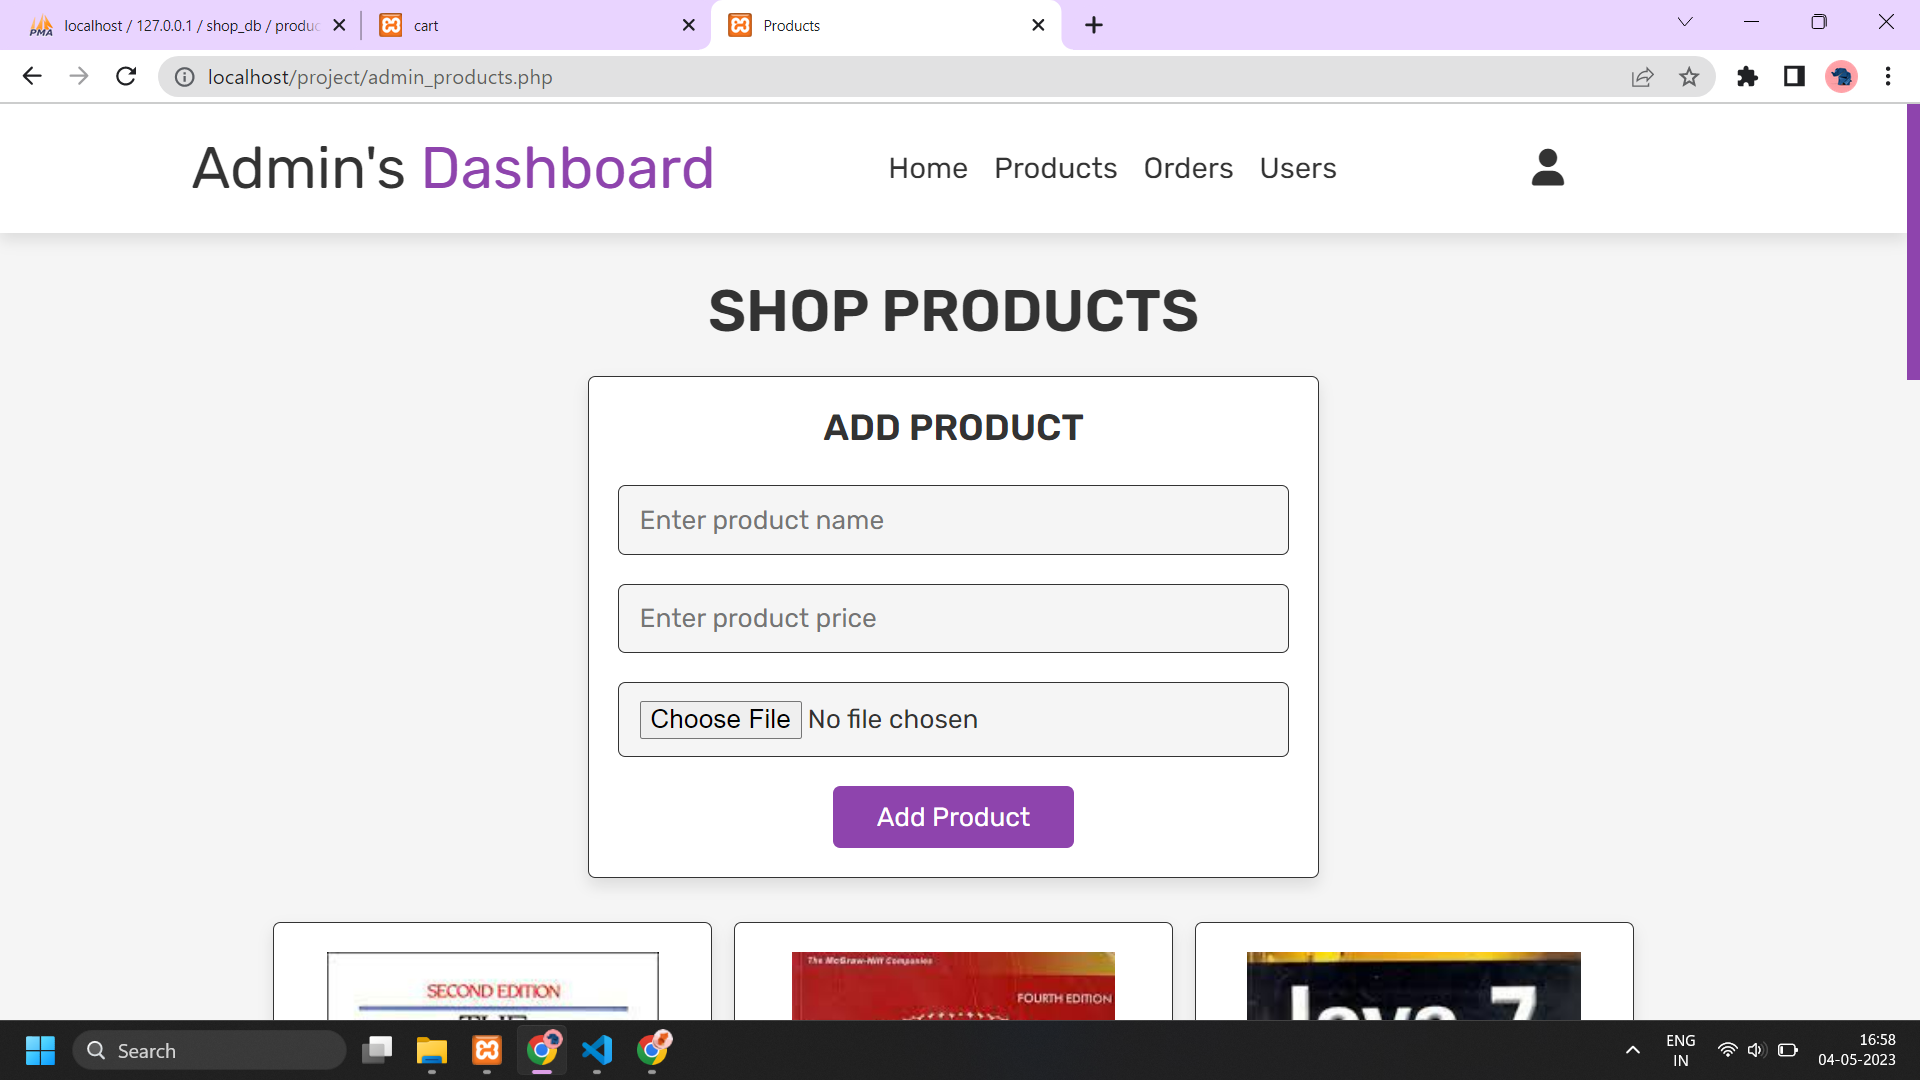 localhost / 127.0.0.1 / shop_db / produc
cart
Products
localhost/project/admin_products.php
Admin's Dashboard
Home Products Orders Users
SHOP PRODUCTS
ADD PRODUCT
Enter product name
Enter product price
Choose File No file chosen
Add Product
SECOND EDITION
THE
The McGraw-Hill Companies
FOURTH EDITION
Java 7
Search
ENG
IN
16:58
04-05-2023
PMA